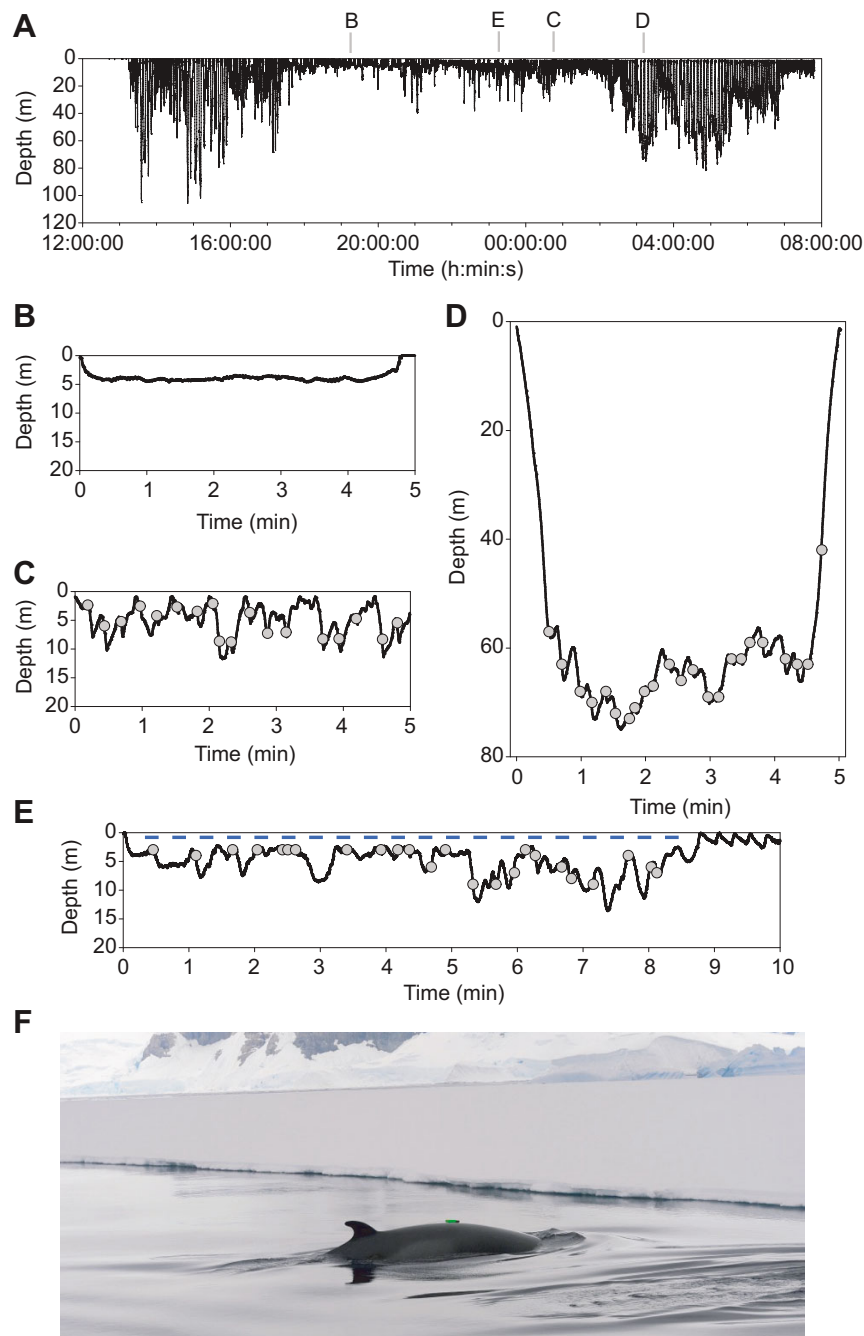 A
B E C D
0
20
40
60
80
100
120
Depth (m)
12:00:00 16:00:00 20:00:00 00:00:00 04:00:00 08:00:00
Time (h:min:s)
B
0
5
10
15
20
Depth (m)
0 1 2 3 4 5
Time (min)
C
0
5
10
15
20
Depth (m)
0 1 2 3 4 5
Time (min)
D
0
20
40
60
80
Depth (m)
0 1 2 3 4 5
Time (min)
E
0
5
10
15
20
Depth (m)
0 1 2 3 4 5 6 7 8 9 10
Time (min)
F